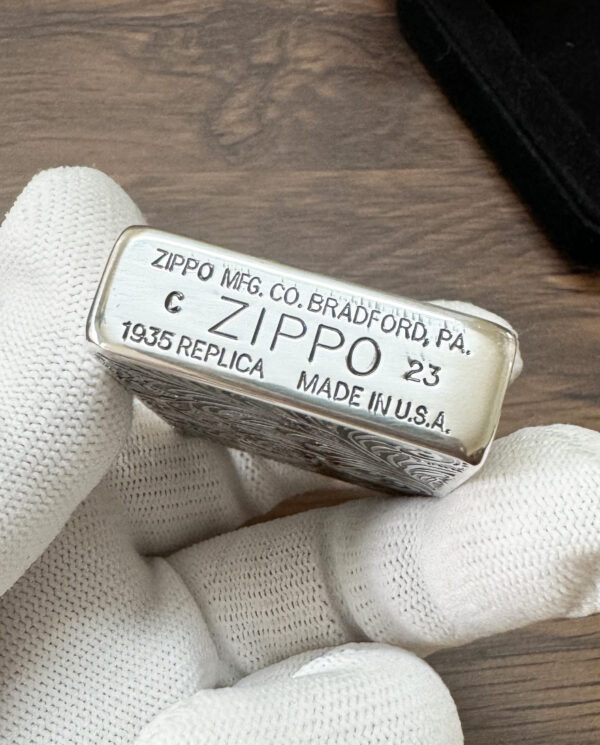 ZIPPO MFG. CO. BRADFORD, PA.
C ZIPPO 23
1935 REPLICA MADE IN U.S.A.